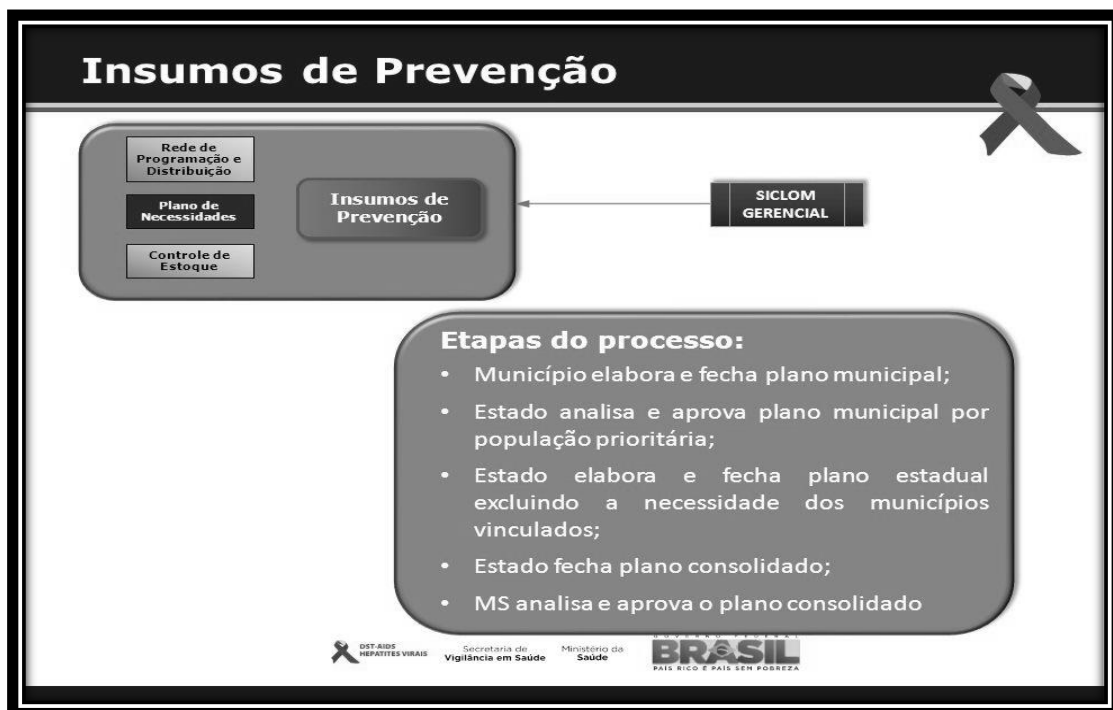 Insumos de Prevenção
Rede de
Programação e
Distribuição
Plano de
Necessidades
Controle de
Estoque
Insumos de
Prevenção
SICLOM
GERENCIAL
Etapas do processo:
• Município elabora e fecha plano municipal;
• Estado analisa e aprova plano municipal por
população prioritária;
• Estado elabora e fecha plano estadual
excluindo a necessidade dos municípios
vinculados;
• Estado fecha plano consolidado;
• MS analisa e aprova o plano consolidado
DST·AIDS
HEPATITES VIRAIS
Secretaria de
Vigilância em Saúde
Ministério da
Saúde
GOVERNO FEDERAL
BRASIL
PAÍS RICO É PAÍS SEM POBREZA